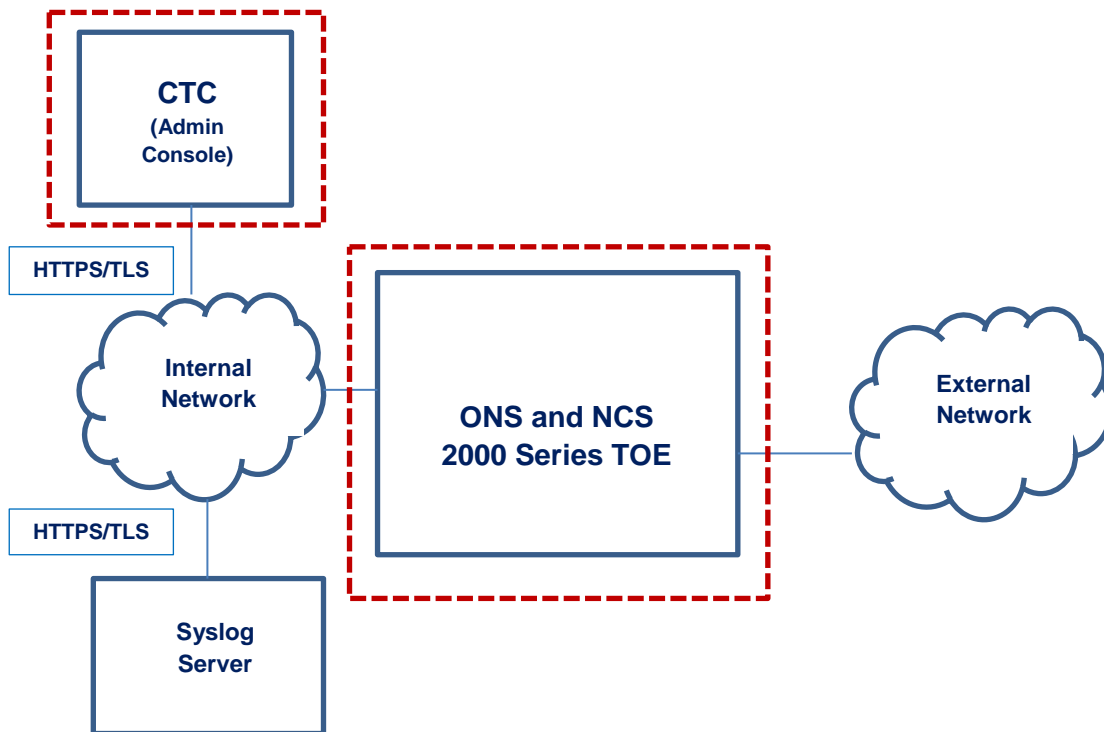 CTC
(Admin
Console)
HTTPS/TLS
Internal
Network
ONS and NCS
2000 Series TOE
External
Network
HTTPS/TLS
Syslog
Server